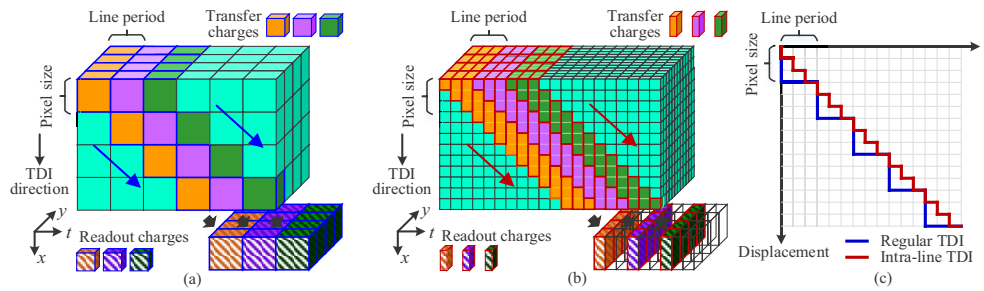 Line period
Transfer
charges
Pixel size
TDI
direction
y
t
x
Readout charges
(a)
Line period
Transfer
charges
Pixel size
TDI
direction
y
t
x
Readout charges
(b)
Line period
Pixel size
Displacement
Regular TDI
Intra-line TDI
(c)